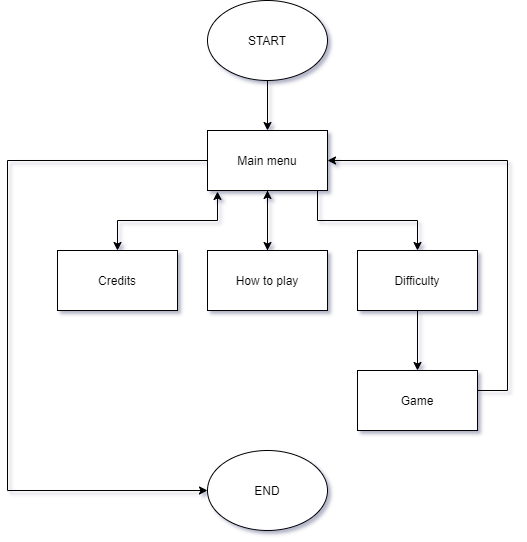 START
Main menu
Credits
How to play
Difficulty
Game
END